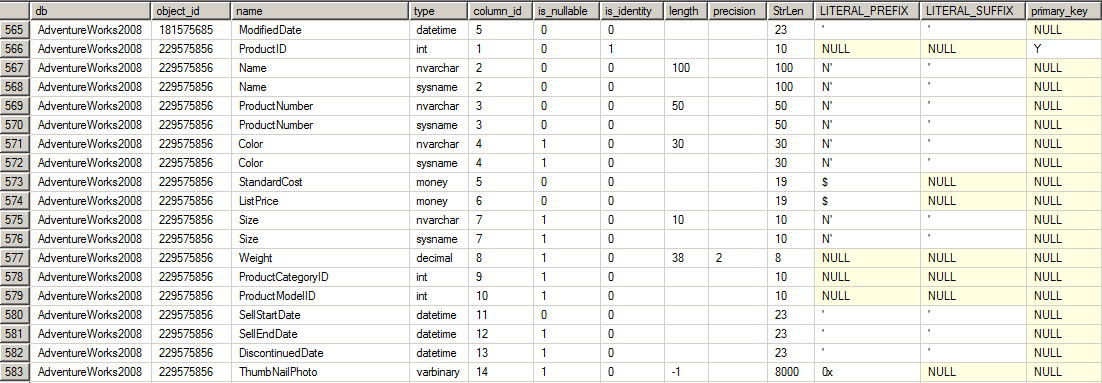 db object_id name type column_id is_nullable is_identity length precision StrLen LITERAL_PREFIX LITERAL_SUFFIX primary_key
565 AdventureWorks2008 181575685 ModifiedDate datetime 5 0 0 23 ' ' NULL
566 AdventureWorks2008 229575856 ProductID int 1 0 1 10 NULL NULL Y
567 AdventureWorks2008 229575856 Name nvarchar 2 0 0 100 100 N' ' NULL
568 AdventureWorks2008 229575856 Name sysname 2 0 0 100 N' ' NULL
569 AdventureWorks2008 229575856 ProductNumber nvarchar 3 0 0 50 50 N' ' NULL
570 AdventureWorks2008 229575856 ProductNumber sysname 3 0 0 50 N' ' NULL
571 AdventureWorks2008 229575856 Color nvarchar 4 1 0 30 30 N' ' NULL
572 AdventureWorks2008 229575856 Color sysname 4 1 0 30 N' ' NULL
573 AdventureWorks2008 229575856 StandardCost money 5 0 0 19 $ NULL NULL
574 AdventureWorks2008 229575856 ListPrice money 6 0 0 19 $ NULL NULL
575 AdventureWorks2008 229575856 Size nvarchar 7 1 0 10 10 N' ' NULL
576 AdventureWorks2008 229575856 Size sysname 7 1 0 10 N' ' NULL
577 AdventureWorks2008 229575856 Weight decimal 8 1 0 38 2 8 NULL NULL NULL
578 AdventureWorks2008 229575856 ProductCategoryID int 9 1 0 10 NULL NULL NULL
579 AdventureWorks2008 229575856 ProductModelID int 10 1 0 10 NULL NULL NULL
580 AdventureWorks2008 229575856 SellStartDate datetime 11 0 0 23 ' ' NULL
581 AdventureWorks2008 229575856 SellEndDate datetime 12 1 0 23 ' ' NULL
582 AdventureWorks2008 229575856 DiscontinuedDate datetime 13 1 0 23 ' ' NULL
583 AdventureWorks2008 229575856 ThumbNailPhoto varbinary 14 1 0 -1 8000 0x NULL NULL